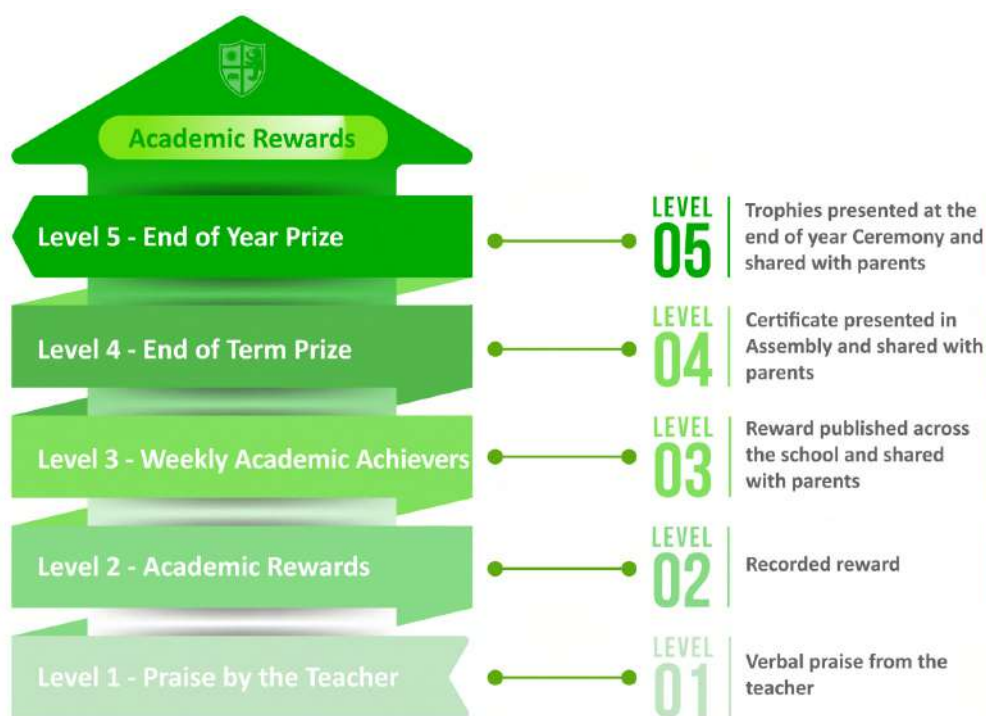 Academic Rewards
Level 5 - End of Year Prize
LEVEL
05
Trophies presented at the
end of year Ceremony and
shared with parents
Level 4 - End of Term Prize
LEVEL
04
Certificate presented in
Assembly and shared with
parents
Level 3 - Weekly Academic Achievers
LEVEL
03
Reward published across
the school and shared
with parents
Level 2 - Academic Rewards
LEVEL
02
Recorded reward
Level 1 - Praise by the Teacher
LEVEL
01
Verbal praise from the
teacher